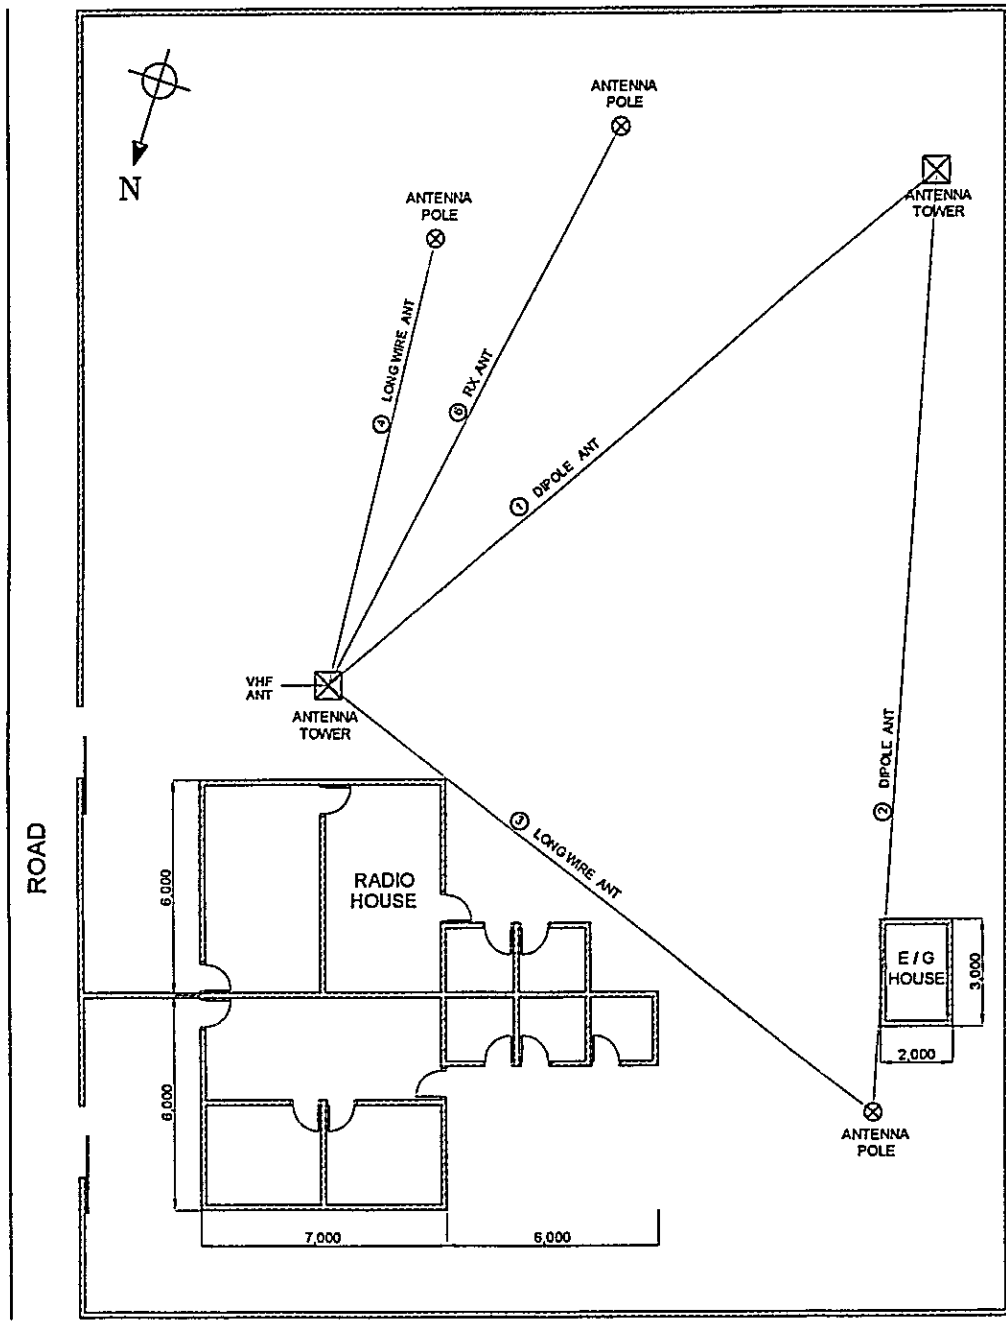 N
ANTENNA
POLE
ANTENNA
POLE
ANTENNA
TOWER
④ LONG WIRE ANT
⑥ RX ANT
① DIPOLE ANT
VHF
ANT
ANTENNA
TOWER
② DIPOLE ANT
③ LONG WIRE ANT
ROAD
6,000
RADIO
HOUSE
E / G
HOUSE
3,000
2,000
6,000
ANTENNA
POLE
7,000
6,000